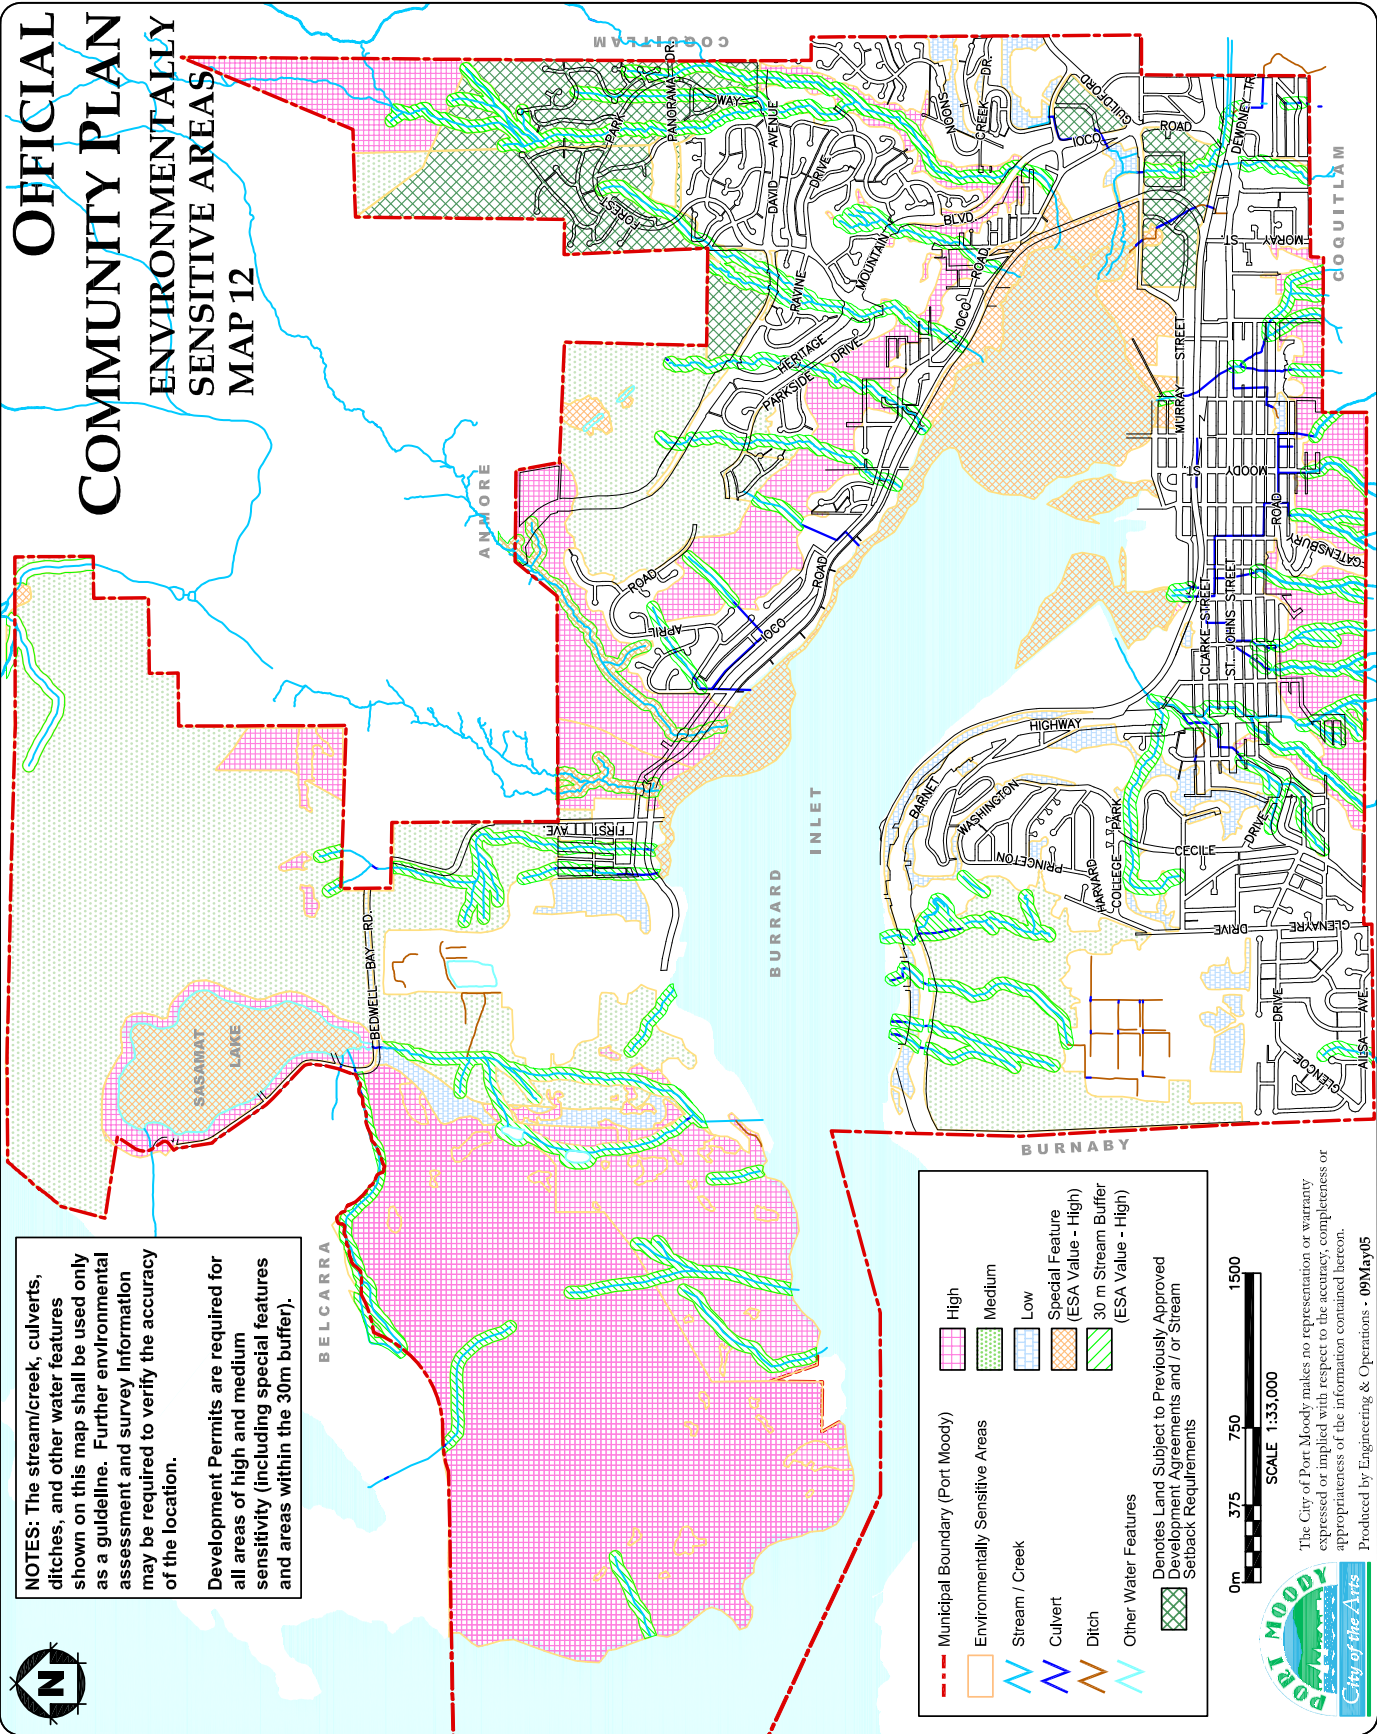 OFFICIAL
COMMUNITY PLAN
ENVIRONMENTALLY
SENSITIVE AREAS
MAP 12
NOTES: The stream/creek, culverts,
ditches, and other water features
shown on this map shall be used only
as a guideline. Further environmental
assessment and survey information
may be required to verify the accuracy
of the location.
Development Permits are required for
all areas of high and medium
sensitivity (including special features
and areas within the 30m buffer).
N
COQUITLAM
COQUITLAM
ANMORE
BELCARRA
BURNABY
BURRARD
INLET
SASAMAT
LAKE
BEDWELL BAY RD.
FIRST AVE.
APRIL
ROAD
IOCO
ROAD
PARKSIDE DRIVE
HERITAGE
RAVINE
MOUNTAIN
BLVD.
IOCO ROAD
DAVID
AVENUE
DRIVE
FOREST
PARK
WAY
PANORAMA DR.
NOONS
CREEK DR.
GUILDFORD
IOCO
ROAD
DEWDNEY TR.
MORAY
ST.
MURRAY STREET
MOODY
ST.
ROAD
GATENSBURY
CLARKE STREET
ST. JOHNS STREET
HIGHWAY
BARNET
WASHINGTON
PRINCETON
HARVARD
COLLEGE PARK
CECILE
DRIVE
GLENAYRE
DRIVE
DRIVE
GLENCOE
AILSA AVE.
Municipal Boundary (Port Moody)
Environmentally Sensitive Areas
Stream / Creek
Culvert
Ditch
Other Water Features
Denotes Land Subject to Previously Approved
Development Agreements and / or Stream
Setback Requirements
High
Medium
Low
Special Feature
(ESA Value - High)
30 m Stream Buffer
(ESA Value - High)
0m 375 750 1500
SCALE 1:33,000
PORT MOODY
City of the Arts
The City of Port Moody makes no representation or warranty
expressed or implied with respect to the accuracy, completeness or
appropriateness of the information contained hereon.
Produced by Engineering & Operations - 09May05